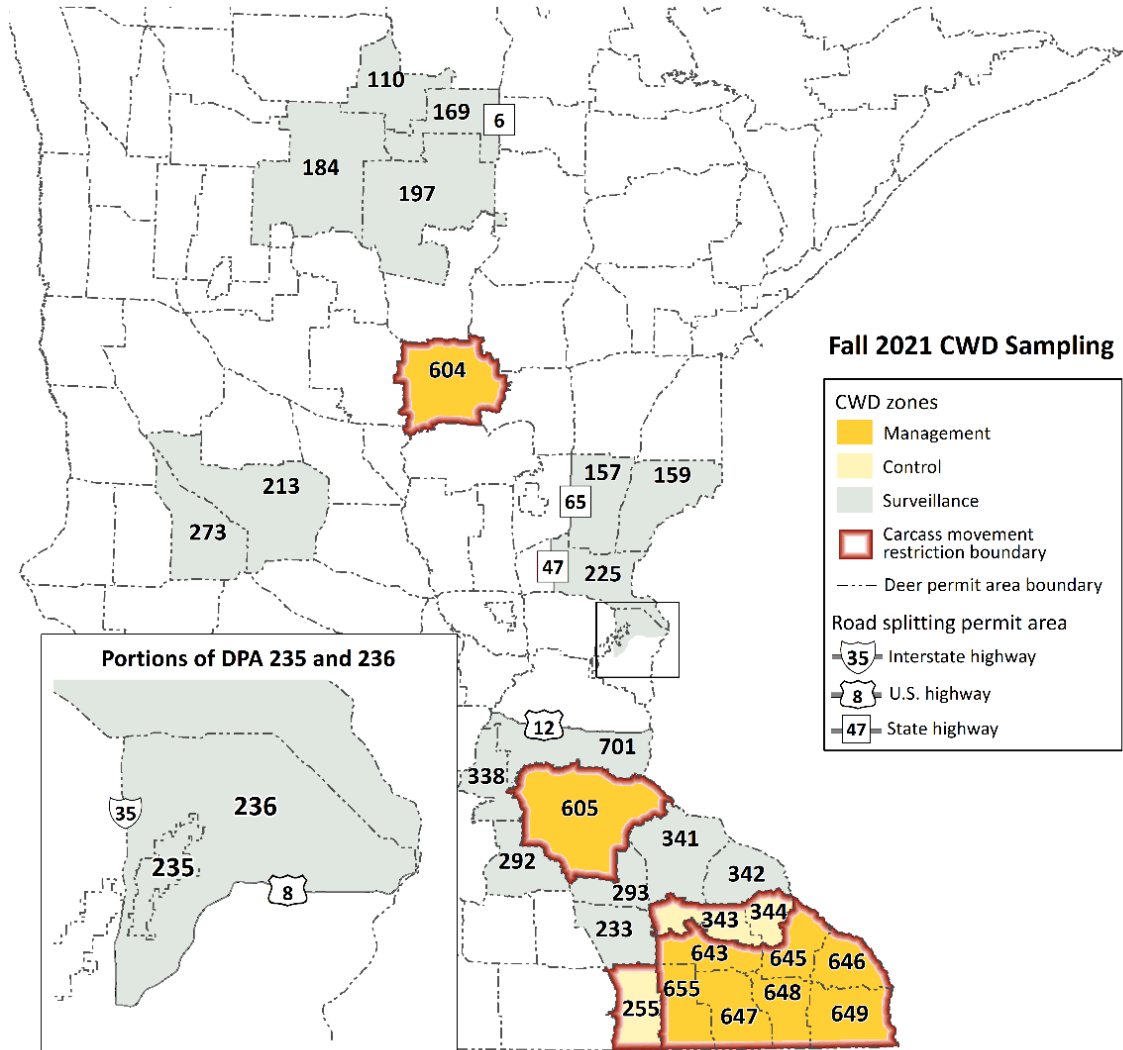 110
169
6
184
197
604
Fall 2021 CWD Sampling
CWD zones
Management
Control
Surveillance
Carcass movement
restriction boundary
Deer permit area boundary
Road splitting permit area
35 Interstate highway
8 U.S. highway
47 State highway
157
159
65
213
273
47
225
Portions of DPA 235 and 236
236
35
235
8
12
701
338
605
341
292
342
293
344
343
233
643
645
646
655
648
255
647
649